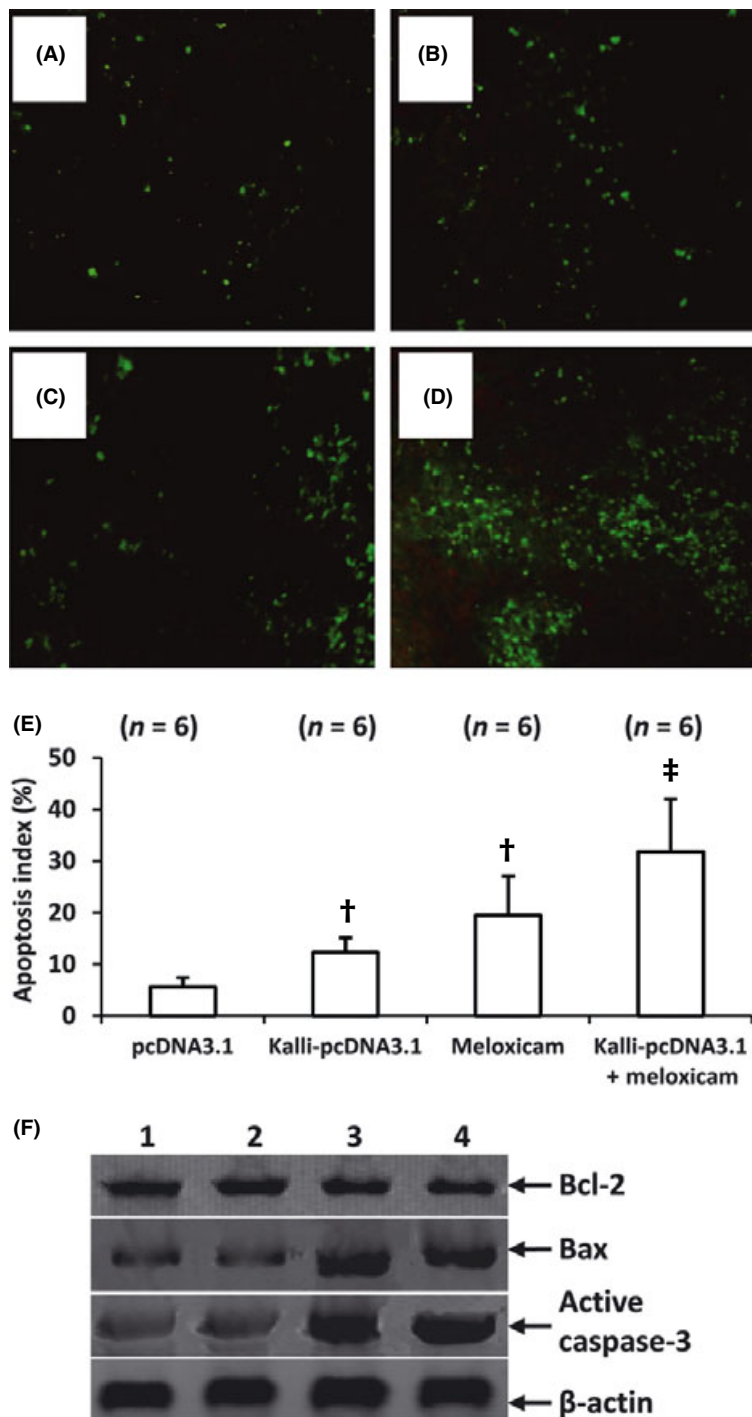 (A)
(B)
(C)
(D)
(E)
(n = 6) (n = 6) (n = 6) (n = 6)
50
40
30
20
10
0
Apoptosis index (%)
†
†
‡
pcDNA3.1
Kalli-pcDNA3.1
Meloxicam
Kalli-pcDNA3.1
+ meloxicam
(F)
1 2 3 4
Bcl-2
Bax
Active
caspase-3
β-actin